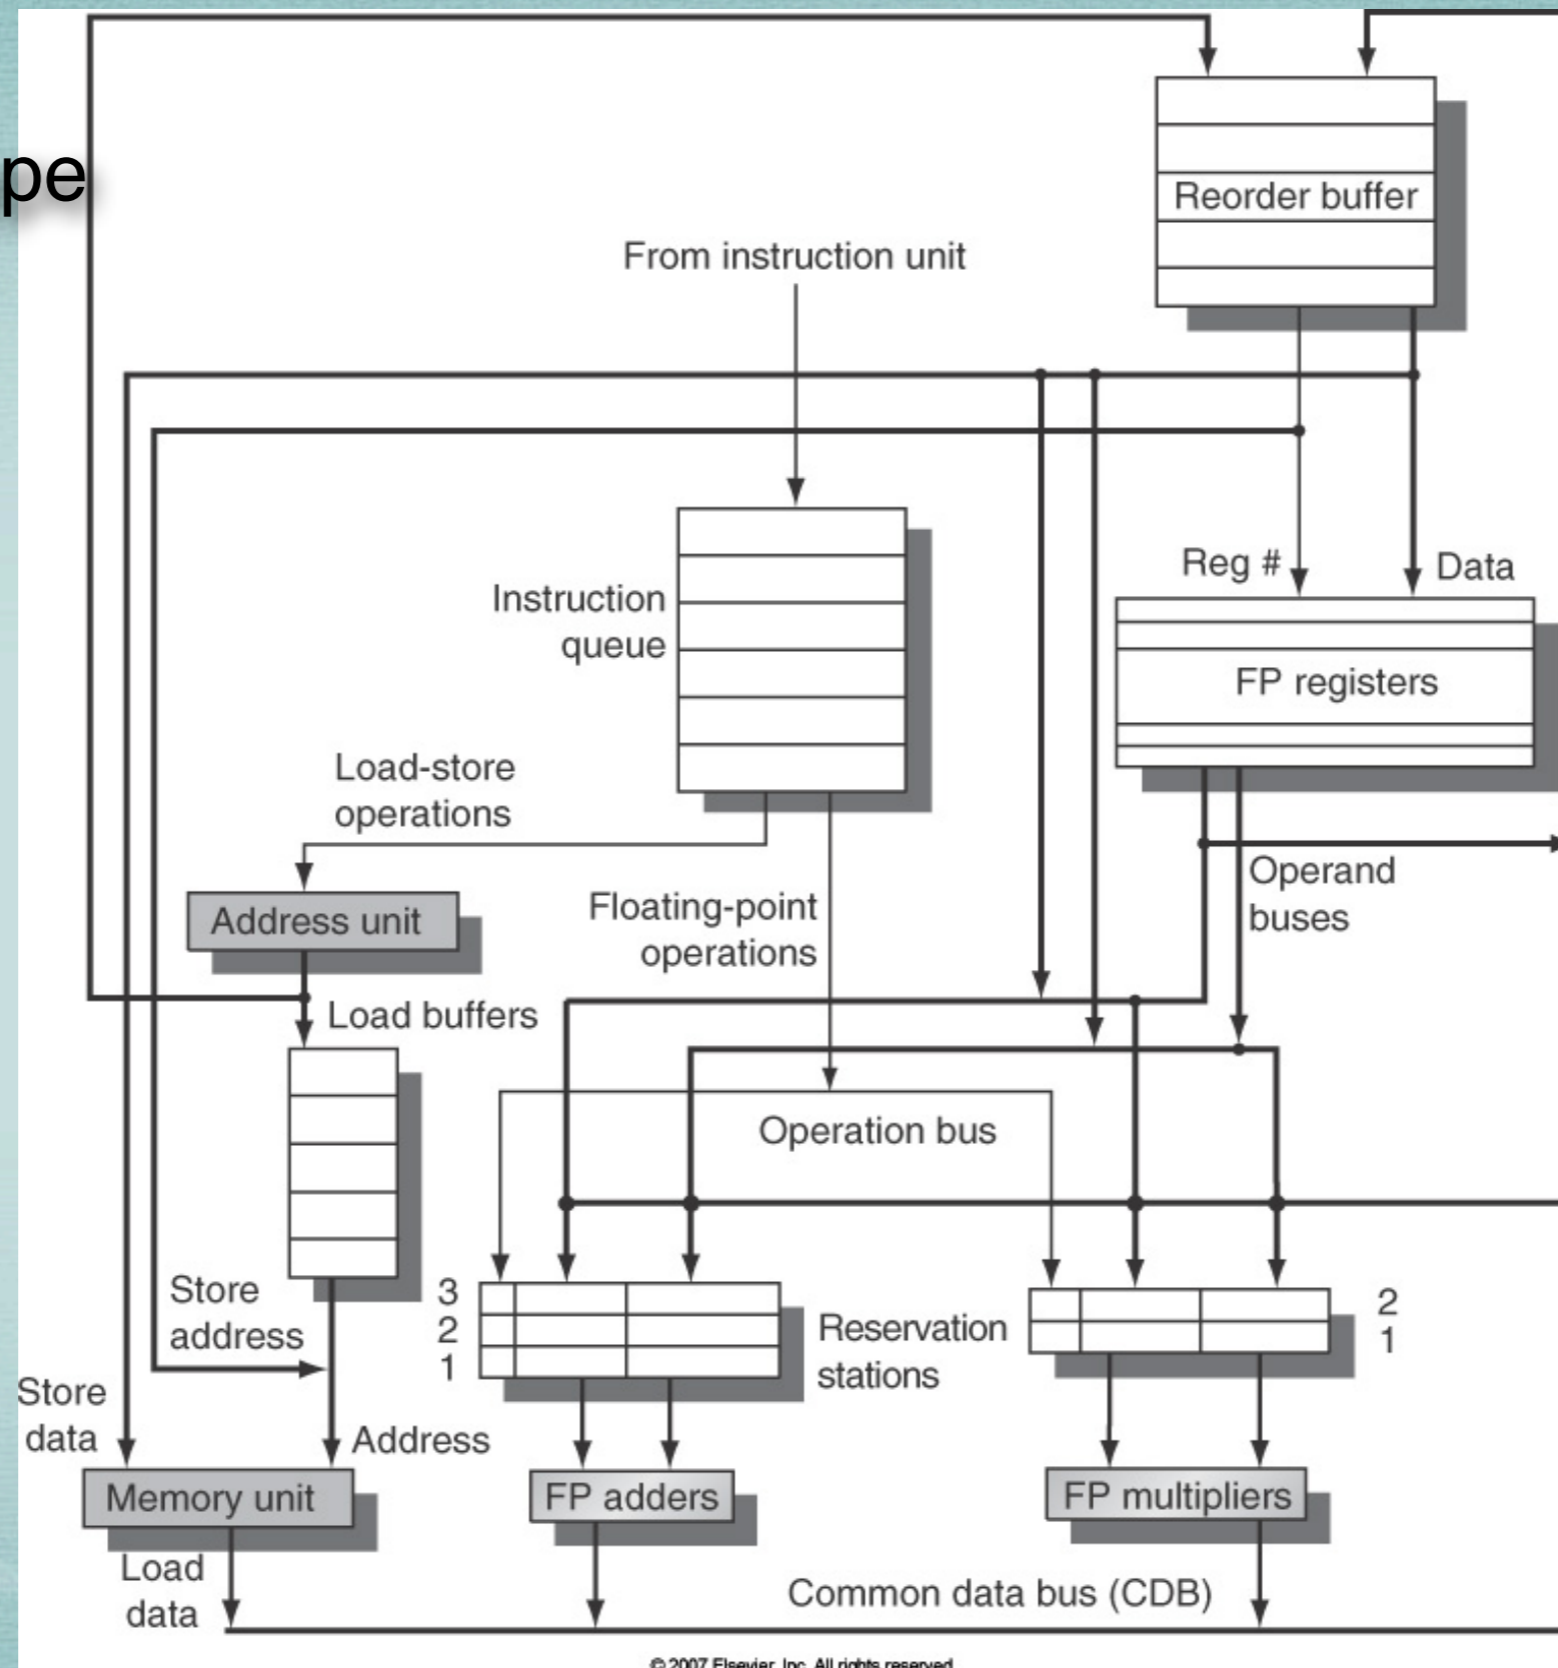 pe
Reorder buffer
From instruction unit
Reg #
Data
Instruction
queue
FP registers
Load-store
operations
Operand
buses
Address unit
Floating-point
operations
Load buffers
Operation bus
Store
address
3
2
1
Reservation
stations
2
1
Store
data
Address
Memory unit
FP adders
FP multipliers
Load
data
Common data bus (CDB)
© 2007 Elsevier, Inc. All rights reserved